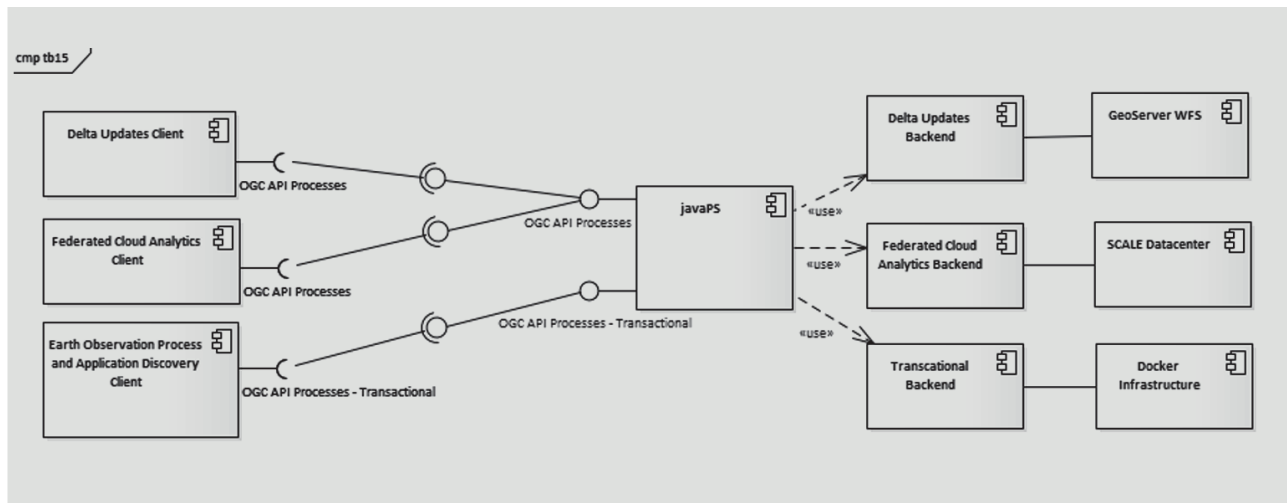 cmp tb15
Delta Updates Client
OGC API Processes
Federated Cloud Analytics
Client
OGC API Processes
Earth Observation Process
and Application Discovery
Client
OGC API Processes - Transactional
OGC API Processes
OGC API Processes - Transactional
javaPS
«use»
«use»
«use»
Delta Updates
Backend
GeoServer WFS
Federated Cloud
Analytics Backend
SCALE Datacenter
Transcational
Backend
Docker
Infrastructure